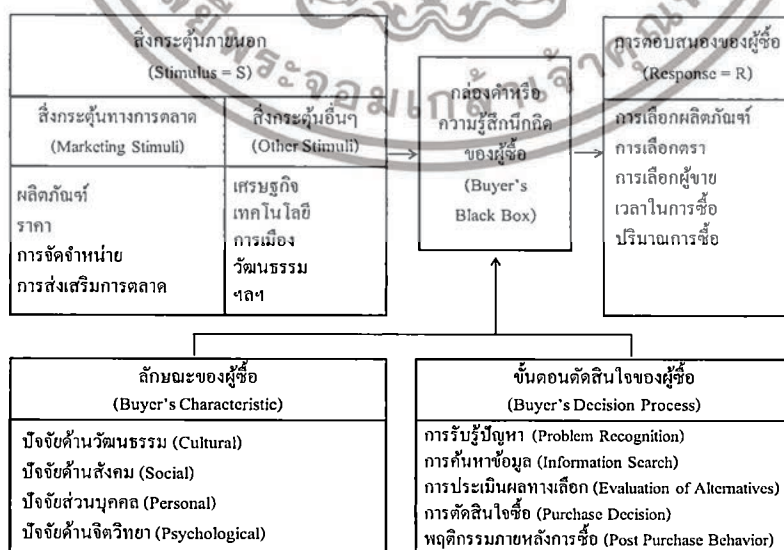 พระจอมเกล้าเจ้าคุณ
สิ่งกระตุ้นภายนอก
(Stimulus = S)
สิ่งกระตุ้นทางการตลาด
(Marketing Stimuli)
ผลิตภัณฑ์
ราคา
การจัดจำหน่าย
การส่งเสริมการตลาด
สิ่งกระตุ้นอื่นๆ
(Other Stimuli)
เศรษฐกิจ
เทคโนโลยี
การเมือง
วัฒนธรรม
ฯลฯ
กล่องดำหรือ
ความรู้สึกนึกคิด
ของผู้ซื้อ
(Buyer's
Black Box)
การตอบสนองของผู้ซื้อ
(Response = R)
การเลือกผลิตภัณฑ์
การเลือกตรา
การเลือกผู้ขาย
เวลาในการซื้อ
ปริมาณการซื้อ
ลักษณะของผู้ซื้อ
(Buyer's Characteristic)
ปัจจัยด้านวัฒนธรรม (Cultural)
ปัจจัยด้านสังคม (Social)
ปัจจัยส่วนบุคคล (Personal)
ปัจจัยด้านจิตวิทยา (Psychological)
ขั้นตอนตัดสินใจของผู้ซื้อ
(Buyer's Decision Process)
การรับรู้ปัญหา (Problem Recognition)
การค้นหาข้อมูล (Information Search)
การประเมินผลทางเลือก (Evaluation of Alternatives)
การตัดสินใจซื้อ (Purchase Decision)
พฤติกรรมภายหลังการซื้อ (Post Purchase Behavior)